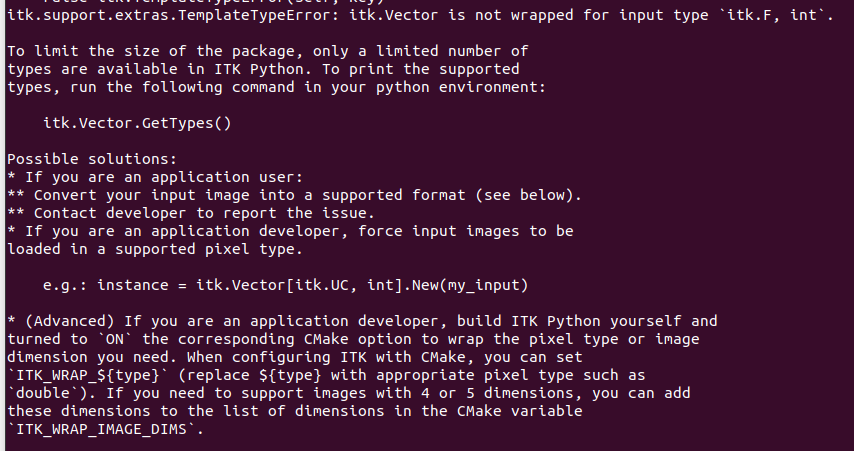 itk.support.extras.TemplateTypeError: itk.Vector is not wrapped for input type `itk.F, int`.
To limit the size of the package, only a limited number of
types are available in ITK Python. To print the supported
types, run the following command in your python environment:
itk.Vector.GetTypes()
Possible solutions:
* If you are an application user:
** Convert your input image into a supported format (see below).
** Contact developer to report the issue.
* If you are an application developer, force input images to be
loaded in a supported pixel type.
e.g.: instance = itk.Vector[itk.UC, int].New(my_input)
* (Advanced) If you are an application developer, build ITK Python yourself and
turned to `ON` the corresponding CMake option to wrap the pixel type or image
dimension you need. When configuring ITK with CMake, you can set
`ITK_WRAP_${type}` (replace ${type} with appropriate pixel type such as
`double`). If you need to support images with 4 or 5 dimensions, you can add
these dimensions to the list of dimensions in the CMake variable
`ITK_WRAP_IMAGE_DIMS`.